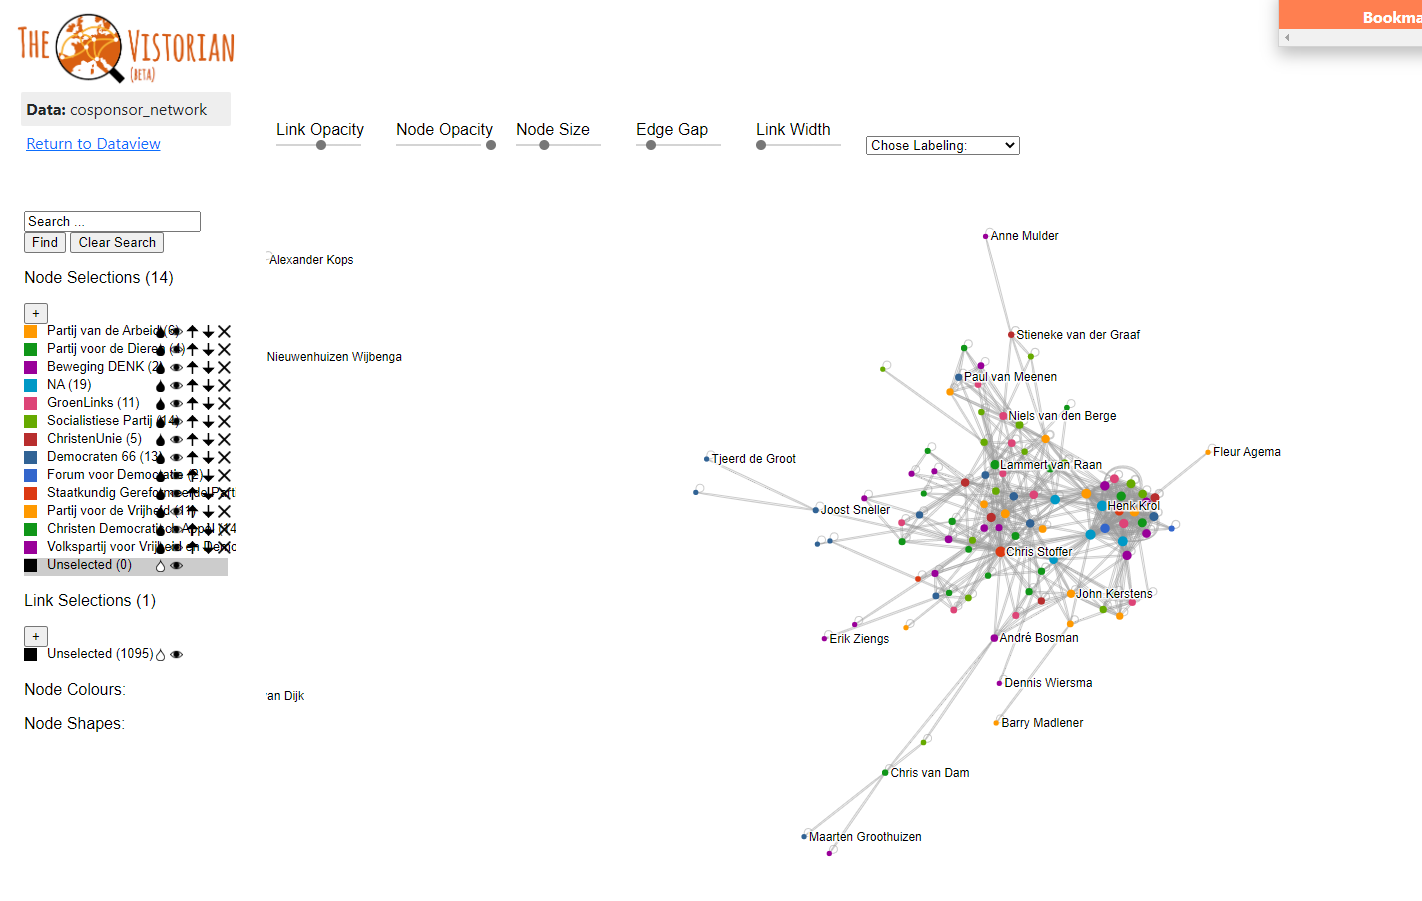 THE VISTORIAN
(BETA)
Bookma
Data: cosponsor_network
Return to Dataview
Link Opacity
Node Opacity
Node Size
Edge Gap
Link Width
Chose Labeling:
Search ...
Find
Clear Search
Node Selections (14)
+
Partij van de Arbeid (6)
Partij voor de Dieren (4)
Beweging DENK (2)
NA (19)
GroenLinks (11)
Socialistiese Partij (14)
ChristenUnie (5)
Democraten 66 (13)
Forum voor Democratie (2)
Staatkundig Gereformeerde Part
Partij voor de Vrijheid (11)
Christen Democratisch Appel (14
Volkspartij voor Vrijheid en Democ
Unselected (0)
Link Selections (1)
+
Unselected (1095)
Node Colours:
Node Shapes:
Anne Mulder
Alexander Kops
Stieneke van der Graaf
Nieuwenhuizen Wijbenga
Paul van Meenen
Niels van den Berge
Fleur Agema
Tjeerd de Groot
Lammert van Raan
Henk Krol
Joost Sneller
Chris Stoffer
John Kerstens
Erik Ziengs
André Bosman
Dennis Wiersma
an Dijk
Barry Madlener
Chris van Dam
Maarten Groothuizen